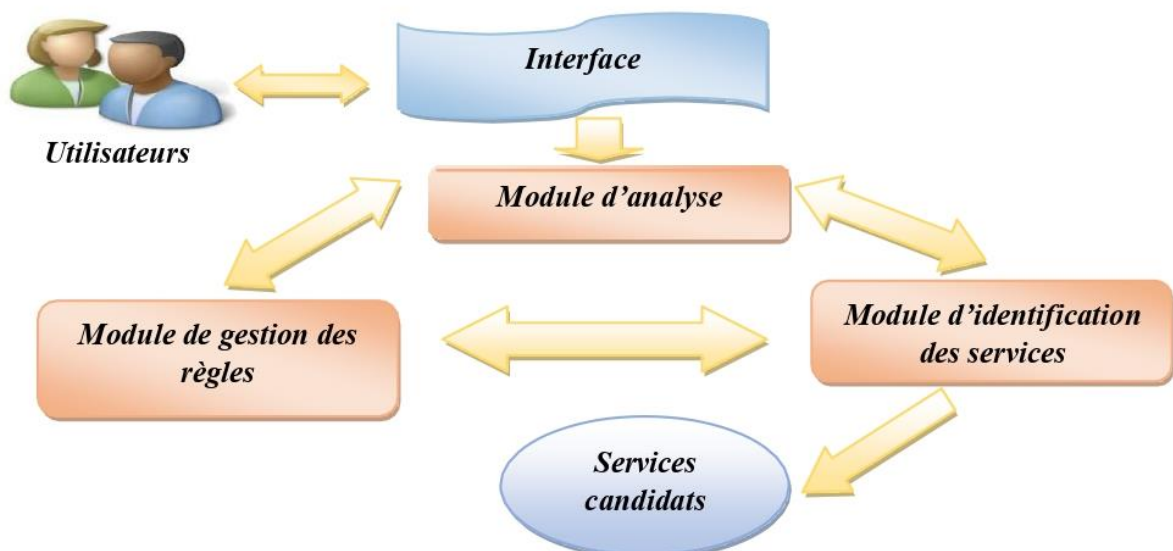 Interface
Utilisateurs
Module d’analyse
Module de gestion des
règles
Module d’identification
des services
Services
candidats